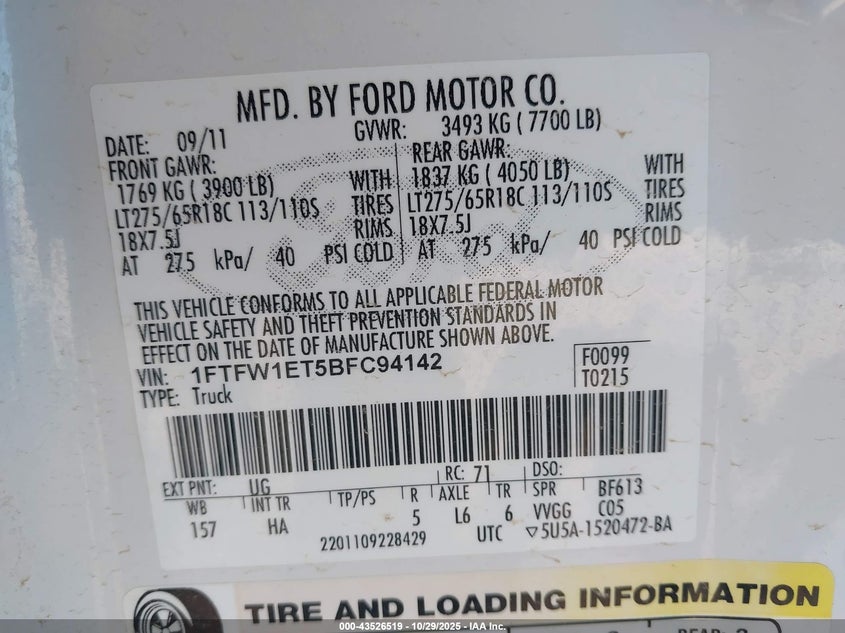 MFD. BY FORD MOTOR CO.
DATE: 09/11 GVWR: 3493 KG ( 7700 LB)
FRONT GAWR: REAR GAWR:
1769 KG ( 3900 LB) WITH 1837 KG ( 4050 LB) WITH
LT275/65R18C 113/110S TIRES LT275/65R18C 113/110S TIRES
18X7.5J RIMS 18X7.5J RIMS
AT 275 kPa/ 40 PSI COLD AT 275 kPa/ 40 PSI COLD
THIS VEHICLE CONFORMS TO ALL APPLICABLE FEDERAL MOTOR
VEHICLE SAFETY AND THEFT PREVENTION STANDARDS IN
EFFECT ON THE DATE OF MANUFACTURE SHOWN ABOVE.
VIN: 1FTFW1ET5BFC94142 F0099
TYPE: Truck T0215
EXT PNT: UG RC: 71 DSO:
WB INT TR TP/PS R AXLE TR SPR BF613
157 HA 5 L6 6 VVGG C05
2201109228429 UTC ▽5U5A-1520472-BA
TIRE AND LOADING INFORMATION
000-43526519 - 10/29/2025 - IAA Inc.